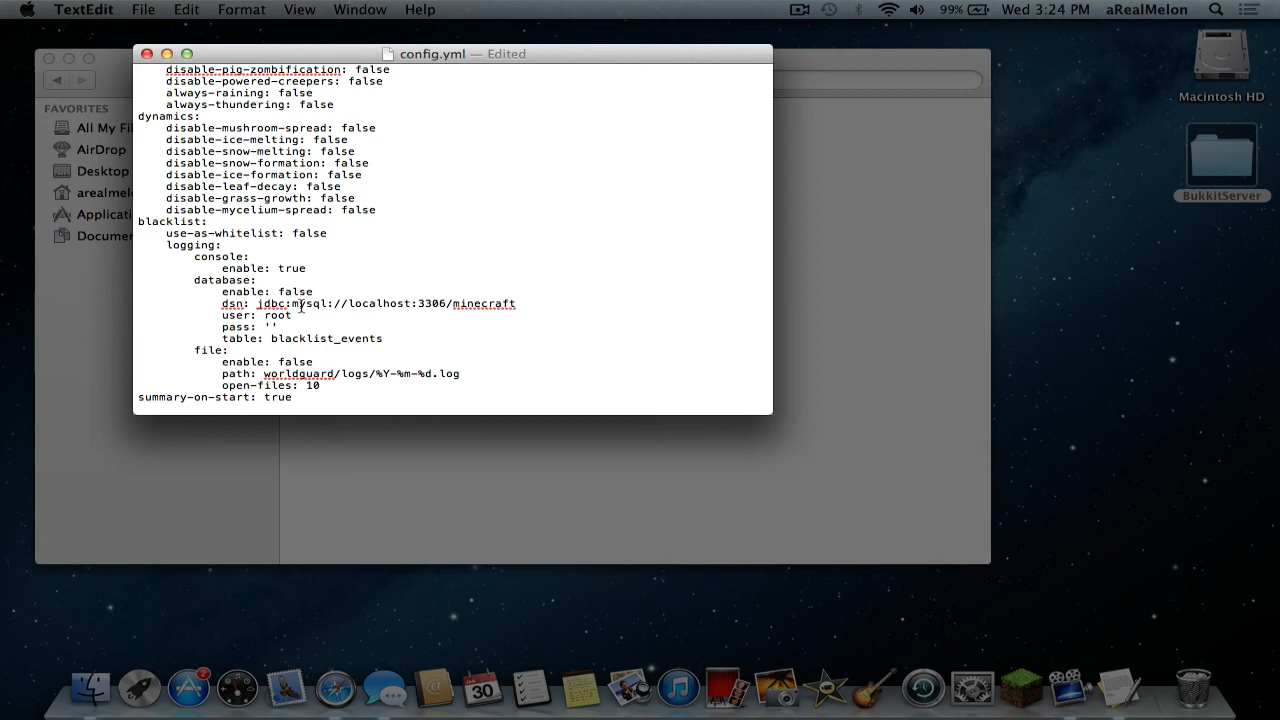 TextEdit File Edit Format View Window Help 99% Wed 3:24 PM aRealMelon
config.yml — Edited
disable-pig-zombification: false
disable-powered-creepers: false
always-raining: false
always-thundering: false
dynamics:
disable-mushroom-spread: false
disable-ice-melting: false
disable-snow-melting: false
disable-snow-formation: false
disable-ice-formation: false
disable-leaf-decay: false
disable-grass-growth: false
disable-mycelium-spread: false
blacklist:
use-as-whitelist: false
logging:
console:
enable: true
database:
enable: false
dsn: jdbc:mysql://localhost:3306/minecraft
user: root
pass: ''
table: blacklist_events
file:
enable: false
path: worldguard/logs/%Y-%m-%d.log
open-files: 10
summary-on-start: true
FAVORITES
All My Fi
AirDrop
Desktop
arealmelo
Applicati
Documen
Macintosh HD
BukkitServer
2
30